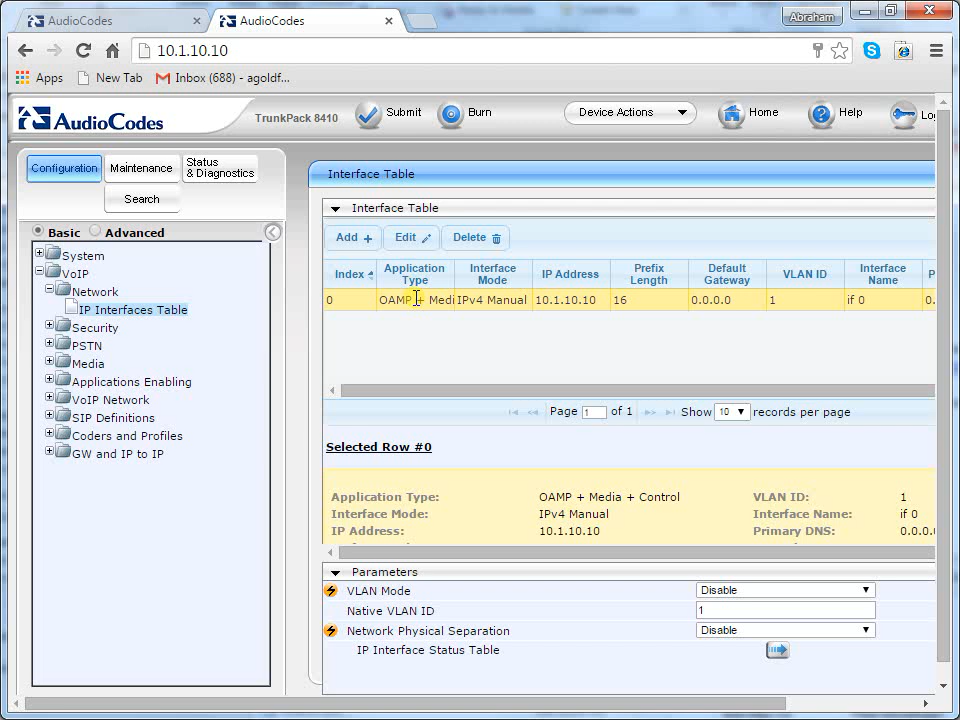 AudioCodes
AudioCodes
Abraham
10.1.10.10
Apps
New Tab
Inbox (688) - agoldf...
AudioCodes
TrunkPack 8410
Submit
Burn
Device Actions
Home
Help
Configuration
Maintenance
Status & Diagnostics
Search
Basic
Advanced
System
VoIP
Network
IP Interfaces Table
Security
PSTN
Media
Applications Enabling
VoIP Network
SIP Definitions
Coders and Profiles
GW and IP to IP
Interface Table
Interface Table
Add +
Edit
Delete
Index Application Type Interface Mode IP Address Prefix Length Default Gateway VLAN ID Interface Name P
0 OAMP + Medi IPv4 Manual 10.1.10.10 16 0.0.0.0 1 if 0 0.
Page 1 of 1 Show 10 records per page
Selected Row #0
Application Type: OAMP + Media + Control VLAN ID: 1
Interface Mode: IPv4 Manual Interface Name: if 0
IP Address: 10.1.10.10 Primary DNS: 0.0.0.
Parameters
VLAN Mode Disable
Native VLAN ID 1
Network Physical Separation Disable
IP Interface Status Table